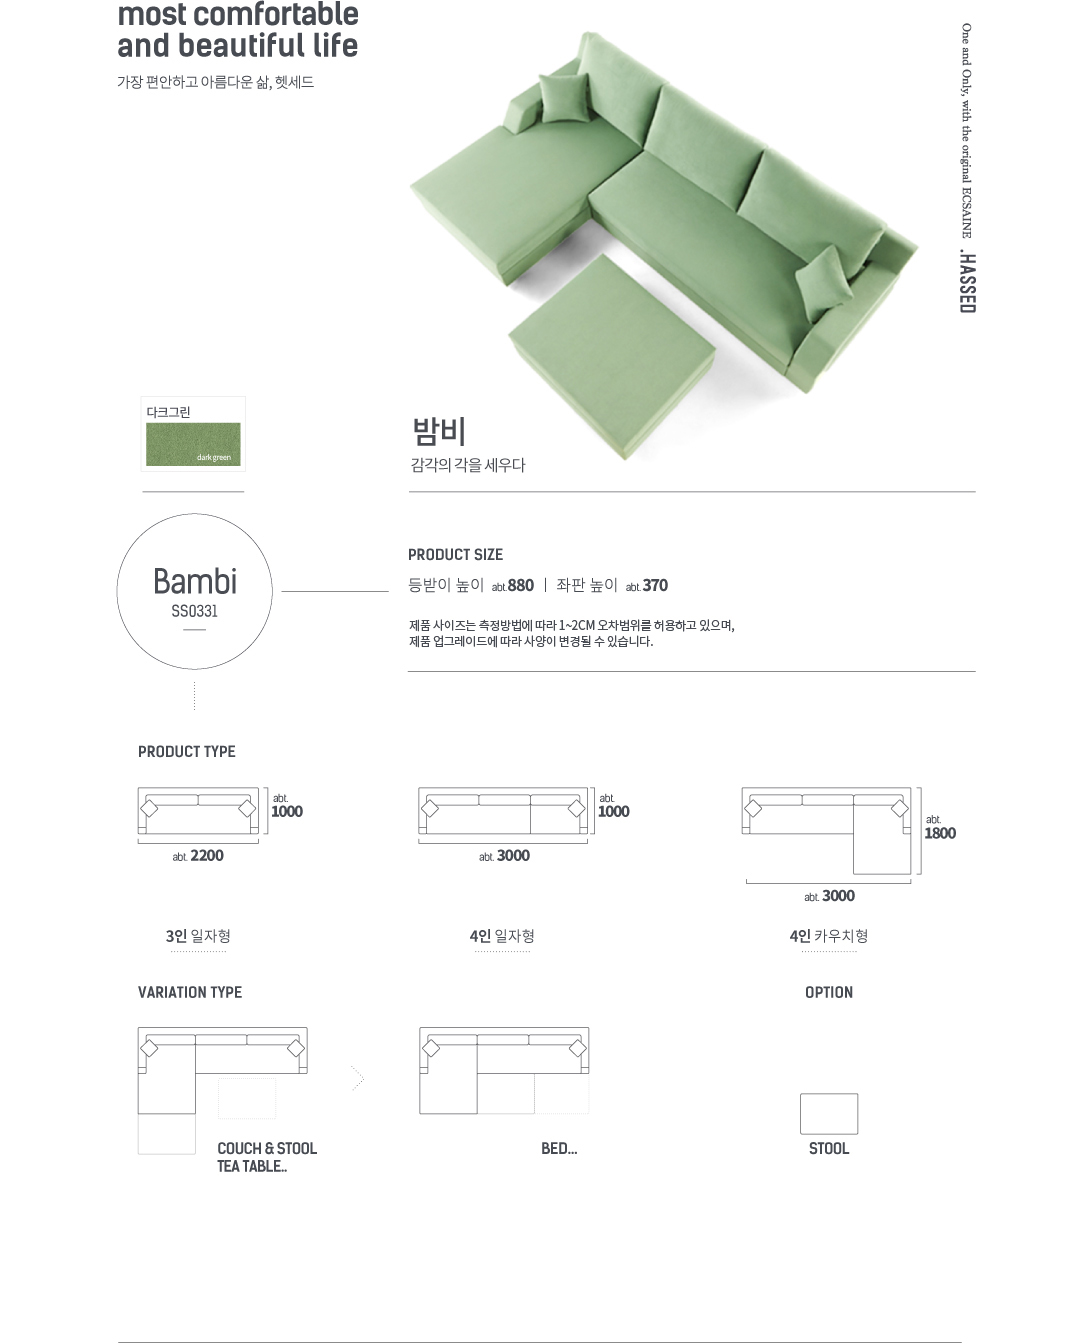 most comfortable
and beautiful life
가장 편안하고 아름다운 삶, 헷세드
One and Only, with the original ECSAINE .HASSED
다크그린
dark green
밤비
감각의 각을 세우다
Bambi
SS0331
PRODUCT SIZE
등받이 높이 abt.880 | 좌판 높이 abt.370
제품 사이즈는 측정방법에 따라 1~2CM 오차범위를 허용하고 있으며,
제품 업그레이드에 따라 사양이 변경될 수 있습니다.
PRODUCT TYPE
abt.
1000
abt. 2200
3인 일자형
abt.
1000
abt. 3000
4인 일자형
abt.
1800
abt. 3000
4인 카우치형
VARIATION TYPE
OPTION
COUCH & STOOL
TEA TABLE..
BED...
STOOL